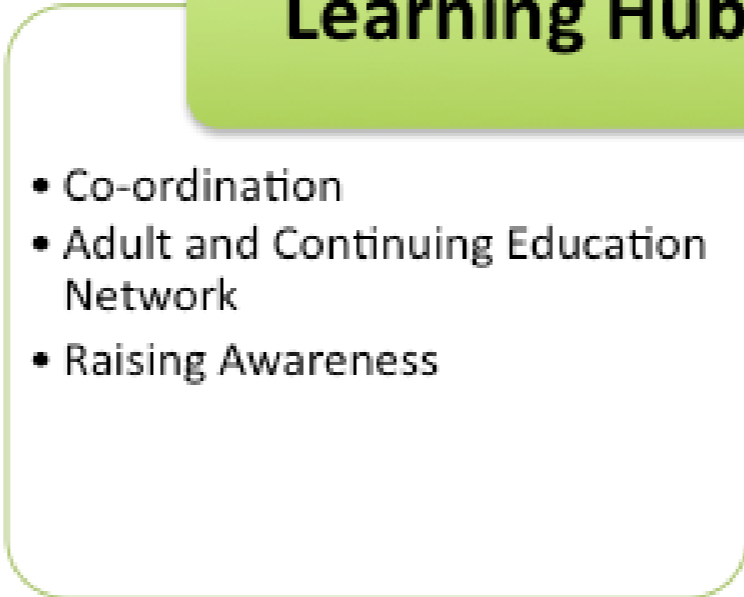 Learning Hub
• Co-ordination
• Adult and Continuing Education
Network
• Raising Awareness